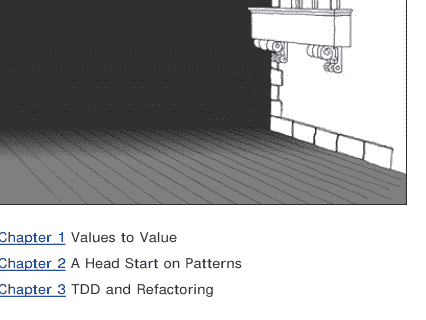 Chapter 1 Values to Value
Chapter 2 A Head Start on Patterns
Chapter 3 TDD and Refactoring